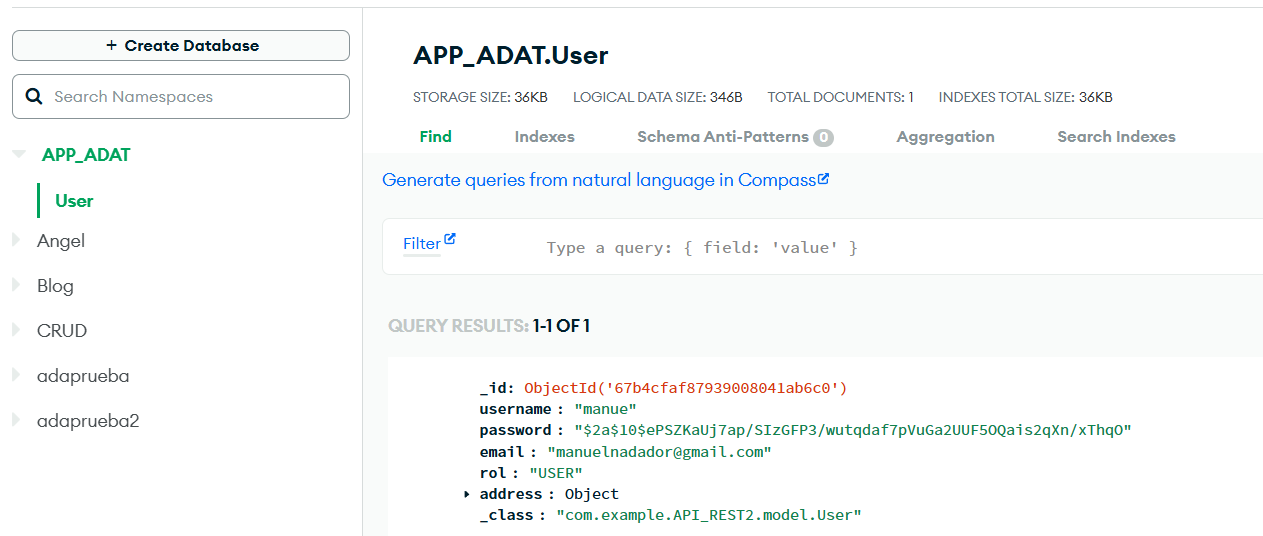 + Create Database
Search Namespaces
APP_ADAT
User
Angel
Blog
CRUD
adaprueba
adaprueba2
APP_ADAT.User
STORAGE SIZE: 36KB LOGICAL DATA SIZE: 346B TOTAL DOCUMENTS: 1 INDEXES TOTAL SIZE: 36KB
Find Indexes Schema Anti-Patterns 0 Aggregation Search Indexes
Generate queries from natural language in Compass
Filter Type a query: { field: 'value' }
QUERY RESULTS: 1-1 OF 1
_id: ObjectId('67b4cfaf87939008041ab6c0')
username : "manue"
password : "$2a$10$ePSZKaUj7ap/SIzGFP3/wutqdaf7pVuGa2UUF5OQais2qXn/xThqO"
email : "manuelnadador@gmail.com"
rol : "USER"
address : Object
_class : "com.example.API_REST2.model.User"